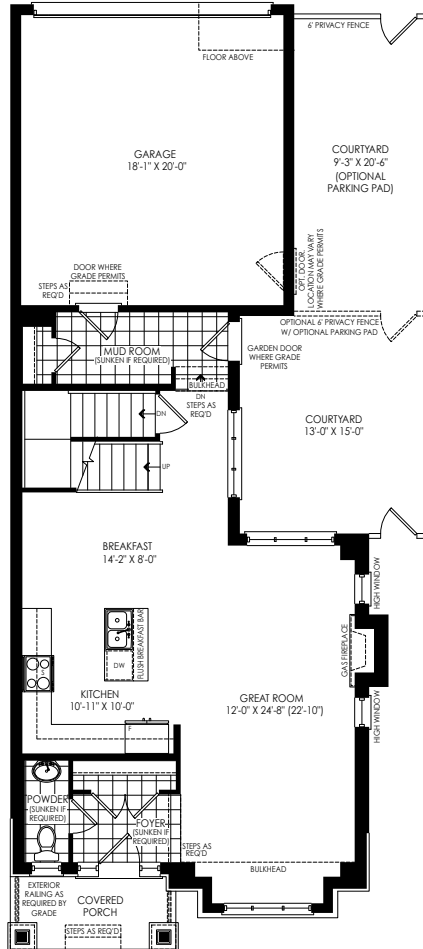 6' PRIVACY FENCE
FLOOR ABOVE
GARAGE
18'-1" X 20'-0"
COURTYARD
9'-3" X 20'-6"
(OPTIONAL
PARKING PAD)
OPT. DOOR.
LOCATION MAY VARY
WHERE GRADE PERMITS
DOOR WHERE
GRADE PERMITS
STEPS AS
REQ'D
OPTIONAL 6' PRIVACY FENCE
W/ OPTIONAL PARKING PAD
MUD ROOM
(SUNKEN IF REQUIRED)
GARDEN DOOR
WHERE GRADE
PERMITS
BULKHEAD
DN
STEPS AS
REQ'D
DN
COURTYARD
13'-0" X 15'-0"
UP
BREAKFAST
14'-2" X 8'-0"
HIGH WINDOW
FLUSH BREAKFAST BAR
DW
GAS FIREPLACE
S
KITCHEN
10'-11" X 10'-0"
GREAT ROOM
12'-0" X 24'-8" (22'-10")
HIGH WINDOW
F
POWDER
(SUNKEN IF
REQUIRED)
FOYER
(SUNKEN IF
REQUIRED)
STEPS AS
REQ'D
BULKHEAD
EXTERIOR
RAILING AS
REQUIRED BY
GRADE
COVERED
PORCH
STEPS AS REQ'D